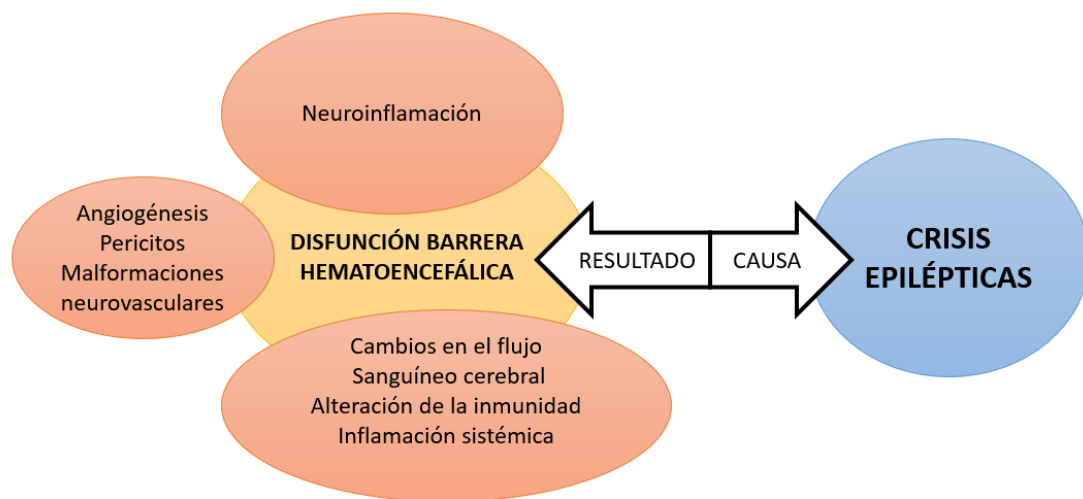 Neuroinflamación
Angiogénesis
Pericitos
Malformaciones
neurovasculares
DISFUNCIÓN BARRERA
HEMATOENCEFÁLICA
RESULTADO
CAUSA
CRISIS
EPILÉPTICAS
Cambios en el flujo
Sanguíneo cerebral
Alteración de la inmunidad
Inflamación sistémica